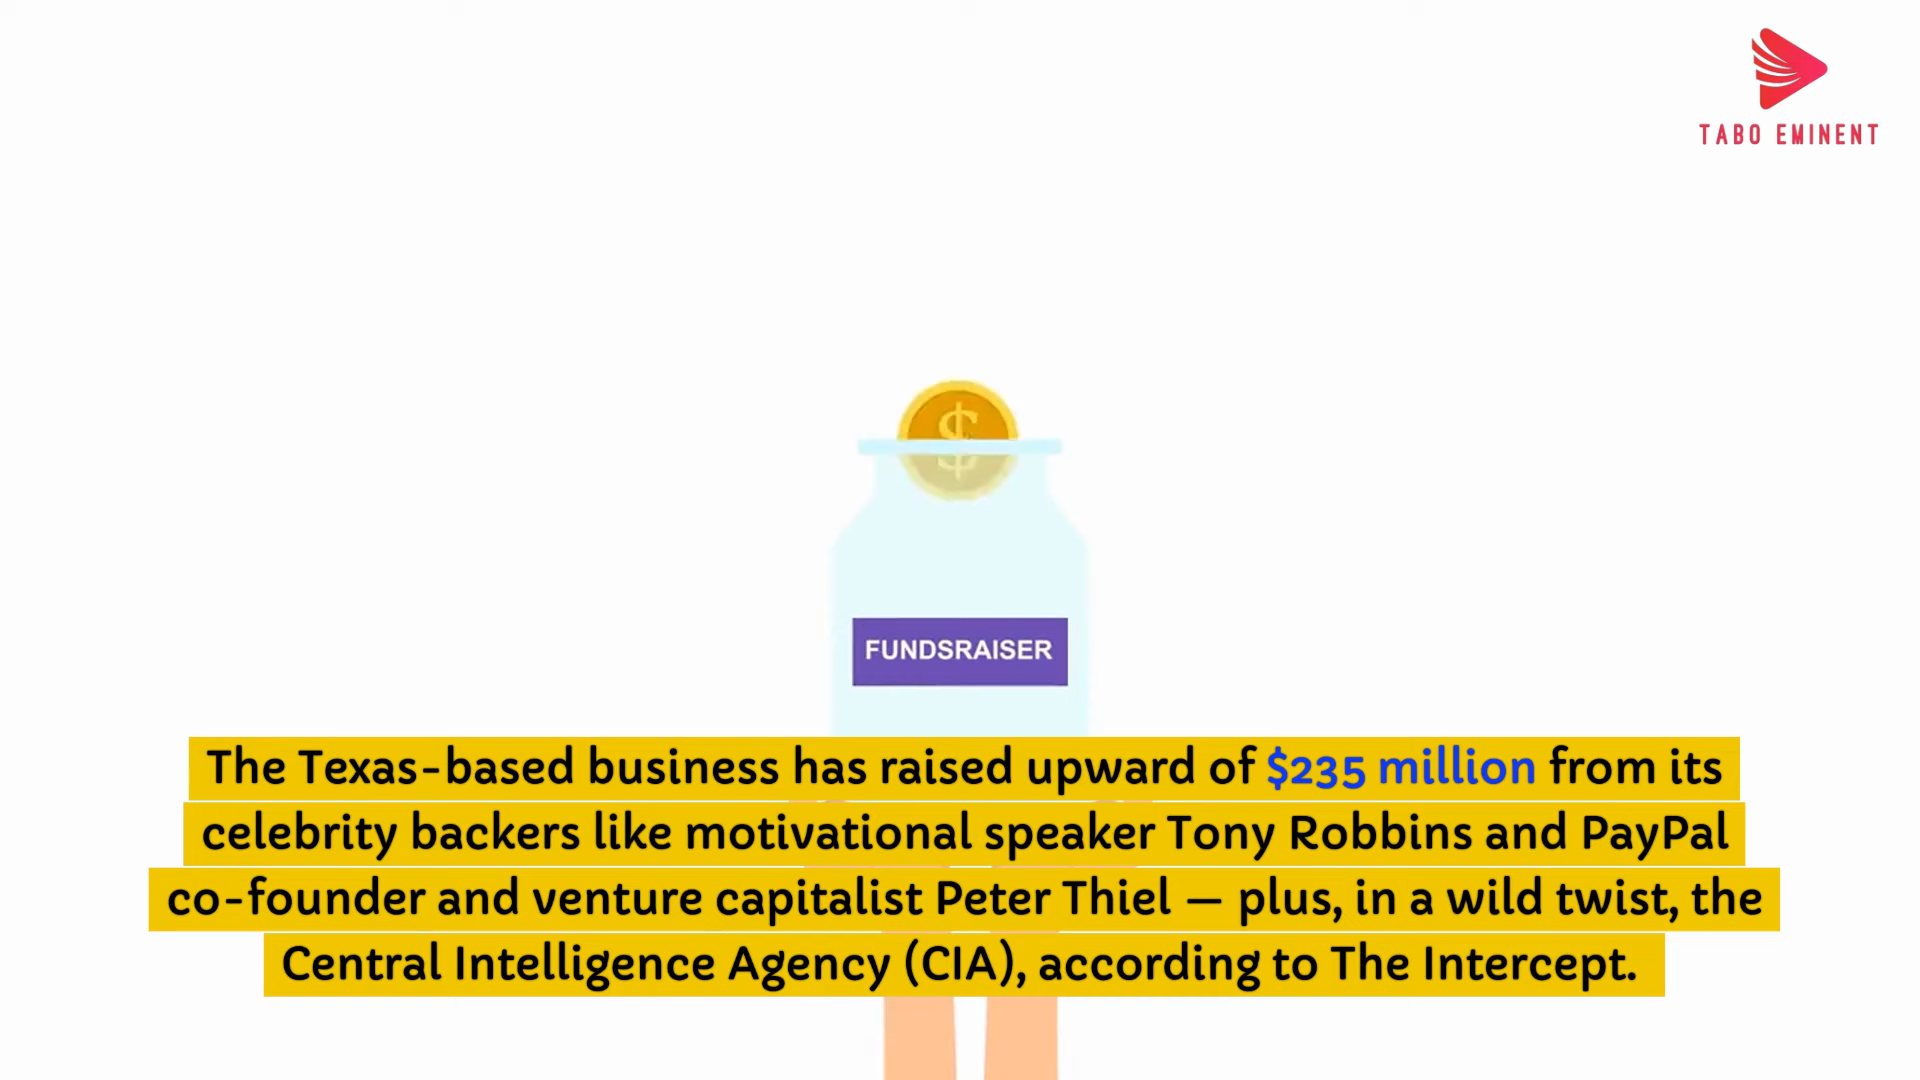 TABO EMINENT
FUNDSRAISER
The Texas-based business has raised upward of $235 million from its
celebrity backers like motivational speaker Tony Robbins and PayPal
co-founder and venture capitalist Peter Thiel — plus, in a wild twist, the
Central Intelligence Agency (CIA), according to The Intercept.